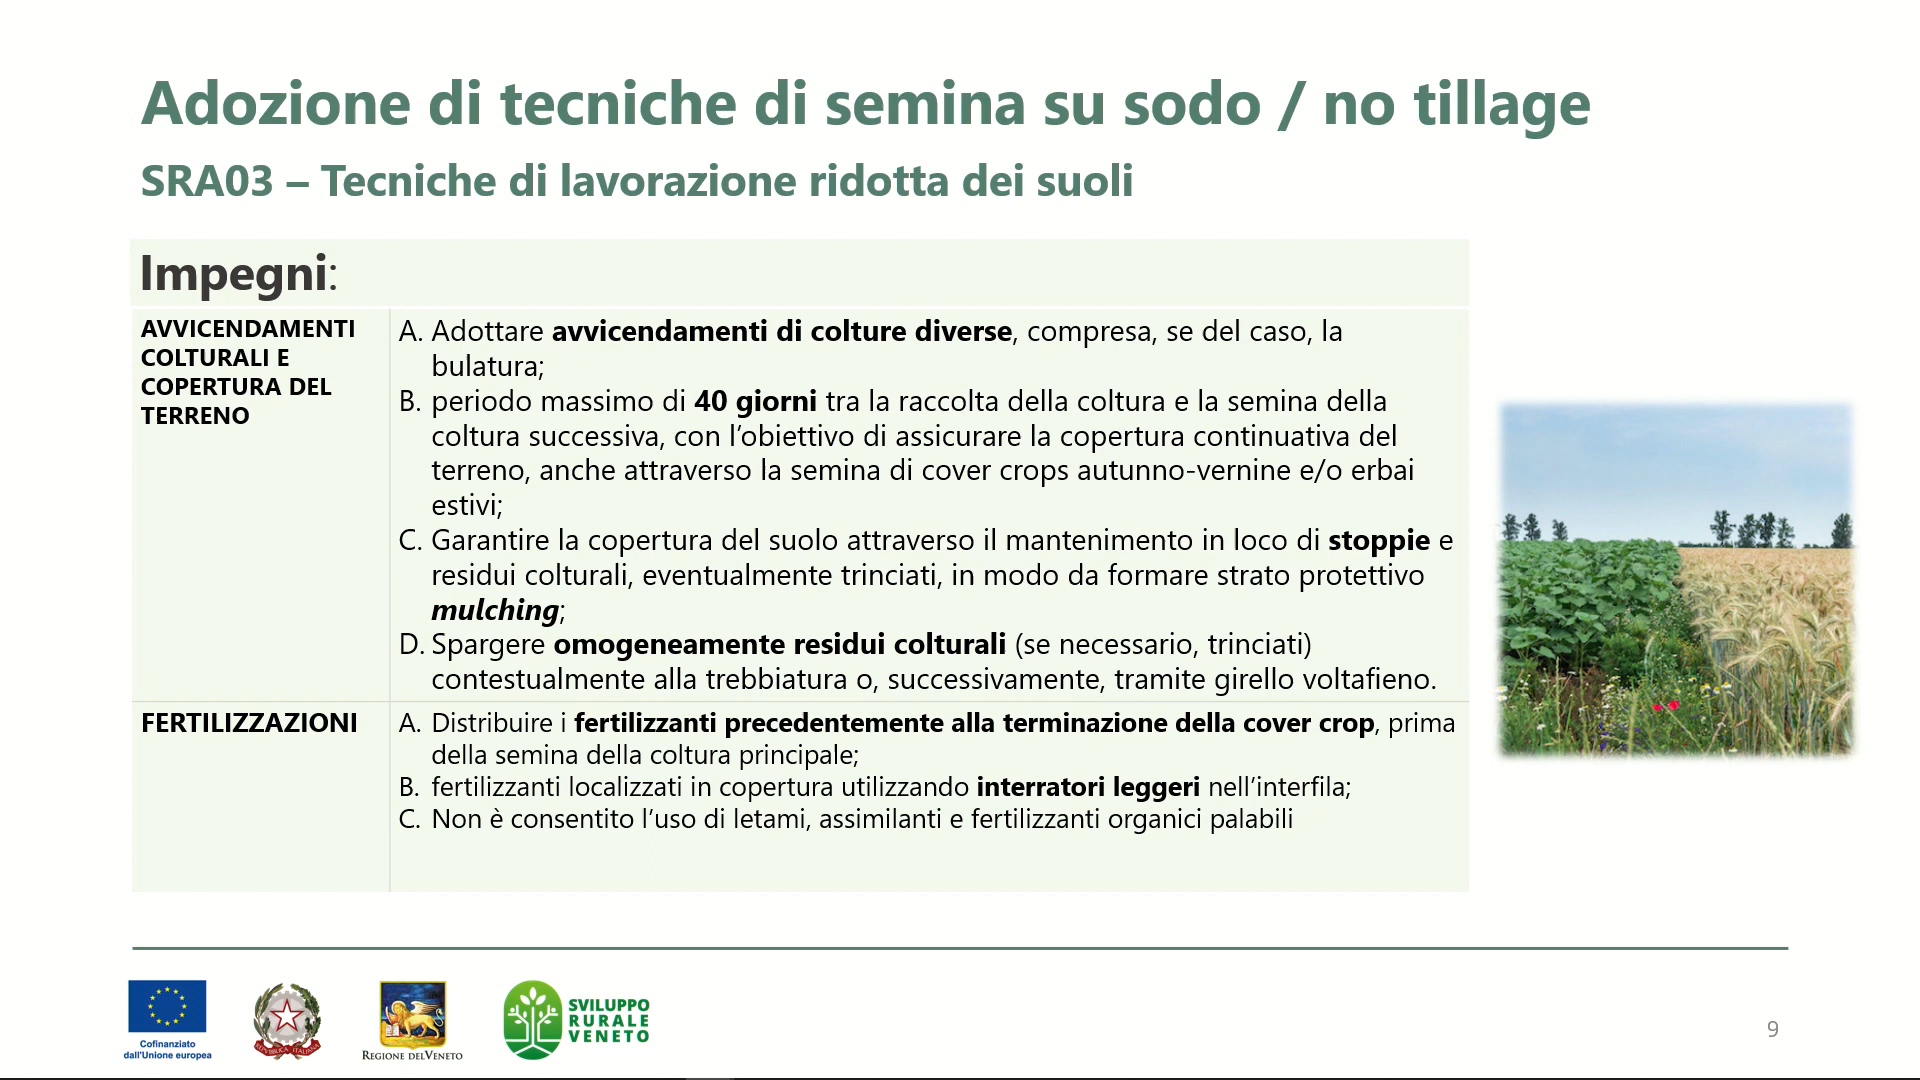 Adozione di tecniche di semina su sodo / no tillage
SRA03 – Tecniche di lavorazione ridotta dei suoli
Impegni:
AVVICENDAMENTI
COLTURALI E
COPERTURA DEL
TERRENO
A. Adottare avvicendamenti di colture diverse, compresa, se del caso, la
bulatura;
B. periodo massimo di 40 giorni tra la raccolta della coltura e la semina della
coltura successiva, con l'obiettivo di assicurare la copertura continuativa del
terreno, anche attraverso la semina di cover crops autunno-vernine e/o erbai
estivi;
C. Garantire la copertura del suolo attraverso il mantenimento in loco di stoppie e
residui colturali, eventualmente trinciati, in modo da formare strato protettivo
mulching;
D. Spargere omogeneamente residui colturali (se necessario, trinciati)
contestualmente alla trebbiatura o, successivamente, tramite girello voltafieno.
FERTILIZZAZIONI
A. Distribuire i fertilizzanti precedentemente alla terminazione della cover crop, prima
della semina della coltura principale;
B. fertilizzanti localizzati in copertura utilizzando interratori leggeri nell'interfila;
C. Non è consentito l'uso di letami, assimilanti e fertilizzanti organici palabili
Cofinanziato
dall'Unione europea
REPVBBLICA ITALIANA
REGIONE DEL VENETO
SVILUPPO
RURALE
VENETO
9